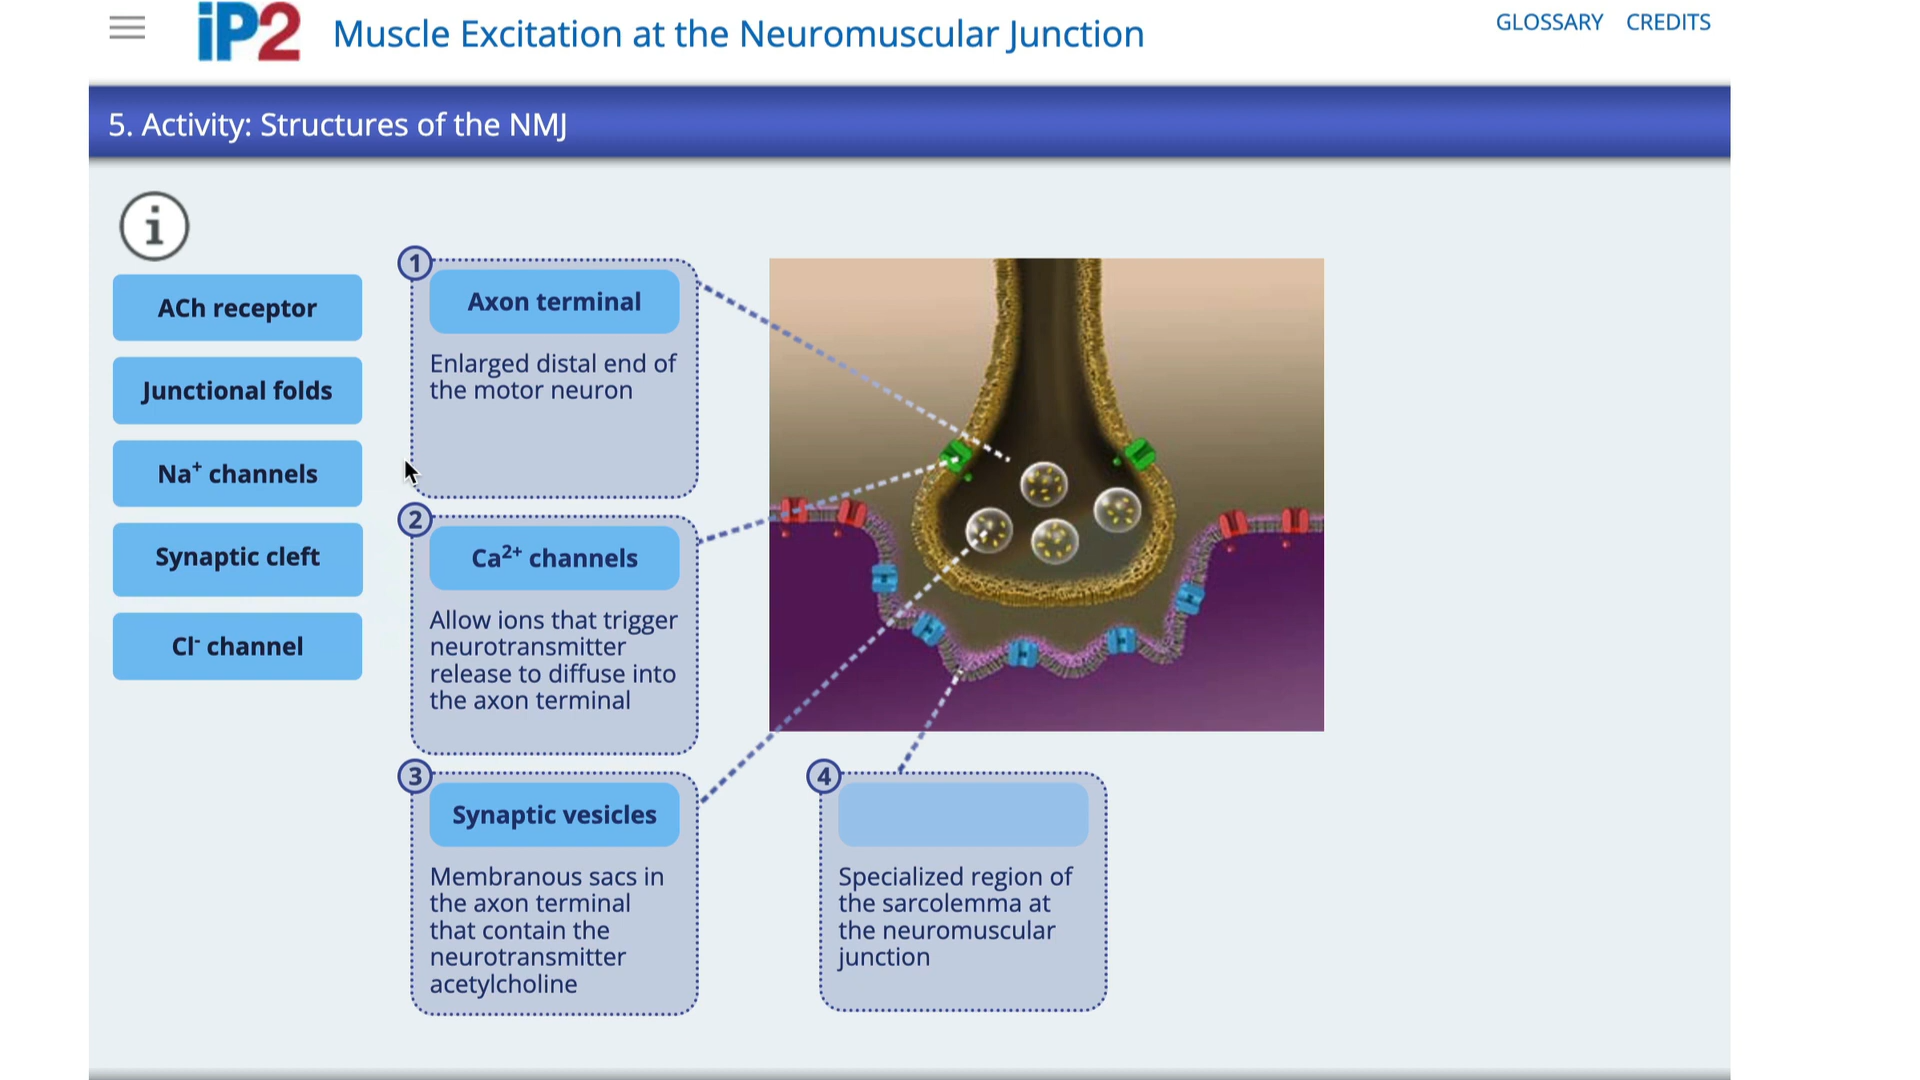 iP2
Muscle Excitation at the Neuromuscular Junction
GLOSSARY CREDITS
5. Activity: Structures of the NMJ
i
ACh receptor
Junctional folds
Na⁺ channels
Synaptic cleft
Cl⁻ channel
1
Axon terminal
Enlarged distal end of
the motor neuron
2
Ca²⁺ channels
Allow ions that trigger
neurotransmitter
release to diffuse into
the axon terminal
3
Synaptic vesicles
Membranous sacs in
the axon terminal
that contain the
neurotransmitter
acetylcholine
4
Specialized region of
the sarcolemma at
the neuromuscular
junction